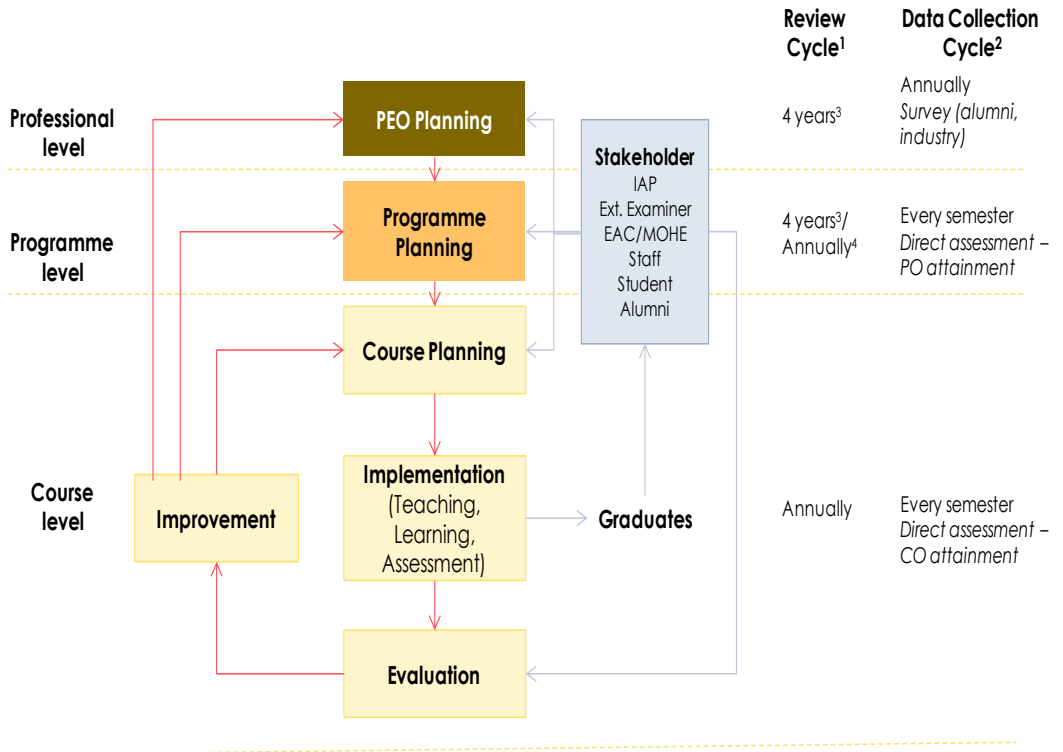 Review
Cycle¹
Data Collection
Cycle²
Professional
level
PEO Planning
4 years³
Annually
Survey (alumni,
industry)
Stakeholder
IAP
Ext. Examiner
EAC/MOHE
Staff
Student
Alumni
Programme
level
Programme
Planning
4 years³/
Annually⁴
Every semester
Direct assessment –
PO attainment
Course Planning
Course
level
Improvement
Implementation
(Teaching,
Learning,
Assessment)
Graduates
Annually
Every semester
Direct assessment –
CO attainment
Evaluation